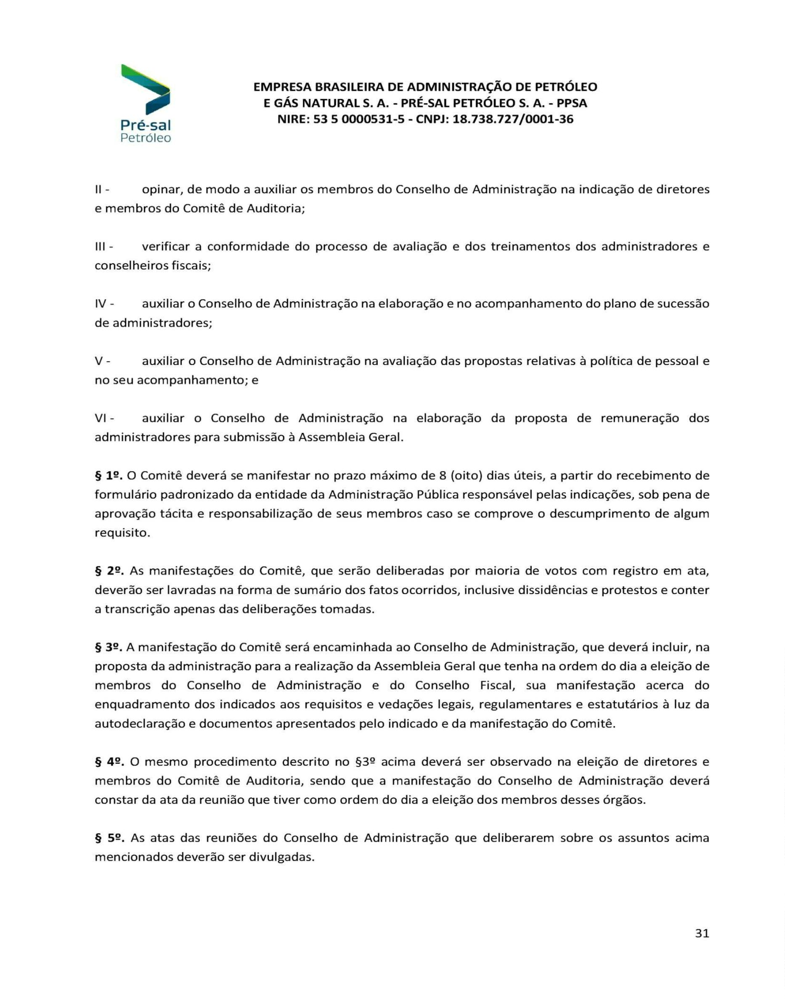 Pré-sal
Petróleo
EMPRESA BRASILEIRA DE ADMINISTRAÇÃO DE PETRÓLEO
E GÁS NATURAL S. A. - PRÉ-SAL PETRÓLEO S. A. - PPSA
NIRE: 53 5 0000531-5 - CNPJ: 18.738.727/0001-36
II - opinar, de modo a auxiliar os membros do Conselho de Administração na indicação de diretores
e membros do Comitê de Auditoria;
III - verificar a conformidade do processo de avaliação e dos treinamentos dos administradores e
conselheiros fiscais;
IV - auxiliar o Conselho de Administração na elaboração e no acompanhamento do plano de sucessão
de administradores;
V - auxiliar o Conselho de Administração na avaliação das propostas relativas à política de pessoal e
no seu acompanhamento; e
VI - auxiliar o Conselho de Administração na elaboração da proposta de remuneração dos
administradores para submissão à Assembleia Geral.
§ 1º. O Comitê deverá se manifestar no prazo máximo de 8 (oito) dias úteis, a partir do recebimento de
formulário padronizado da entidade da Administração Pública responsável pelas indicações, sob pena de
aprovação tácita e responsabilização de seus membros caso se comprove o descumprimento de algum
requisito.
§ 2º. As manifestações do Comitê, que serão deliberadas por maioria de votos com registro em ata,
deverão ser lavradas na forma de sumário dos fatos ocorridos, inclusive dissidências e protestos e conter
a transcrição apenas das deliberações tomadas.
§ 3º. A manifestação do Comitê será encaminhada ao Conselho de Administração, que deverá incluir, na
proposta da administração para a realização da Assembleia Geral que tenha na ordem do dia a eleição de
membros do Conselho de Administração e do Conselho Fiscal, sua manifestação acerca do
enquadramento dos indicados aos requisitos e vedações legais, regulamentares e estatutários à luz da
autodeclaração e documentos apresentados pelo indicado e da manifestação do Comitê.
§ 4º. O mesmo procedimento descrito no §3º acima deverá ser observado na eleição de diretores e
membros do Comitê de Auditoria, sendo que a manifestação do Conselho de Administração deverá
constar da ata da reunião que tiver como ordem do dia a eleição dos membros desses órgãos.
§ 5º. As atas das reuniões do Conselho de Administração que deliberarem sobre os assuntos acima
mencionados deverão ser divulgadas.
31